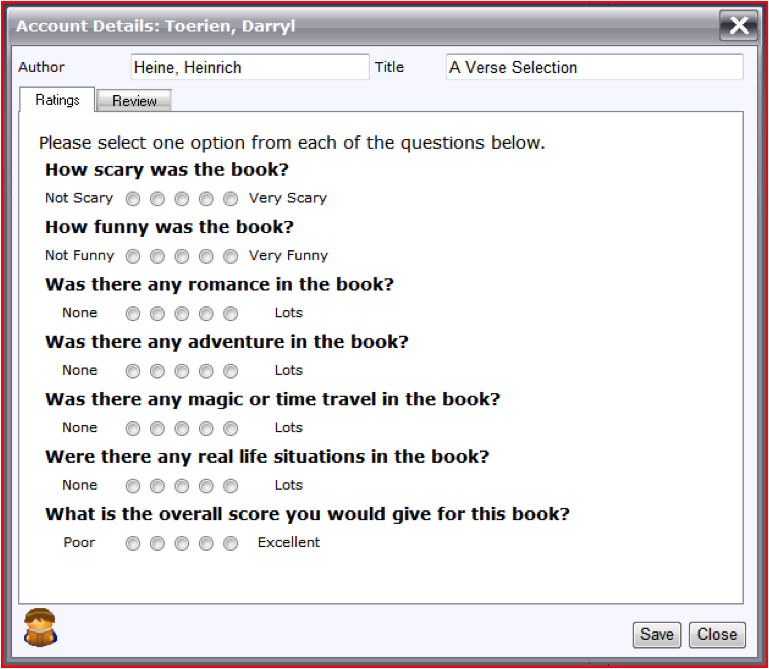 Account Details: Toerien, Darryl
Author Heine, Heinrich Title A Verse Selection
Ratings Review
Please select one option from each of the questions below.
How scary was the book?
Not Scary Very Scary
How funny was the book?
Not Funny Very Funny
Was there any romance in the book?
None Lots
Was there any adventure in the book?
None Lots
Was there any magic or time travel in the book?
None Lots
Were there any real life situations in the book?
None Lots
What is the overall score you would give for this book?
Poor Excellent
Save Close